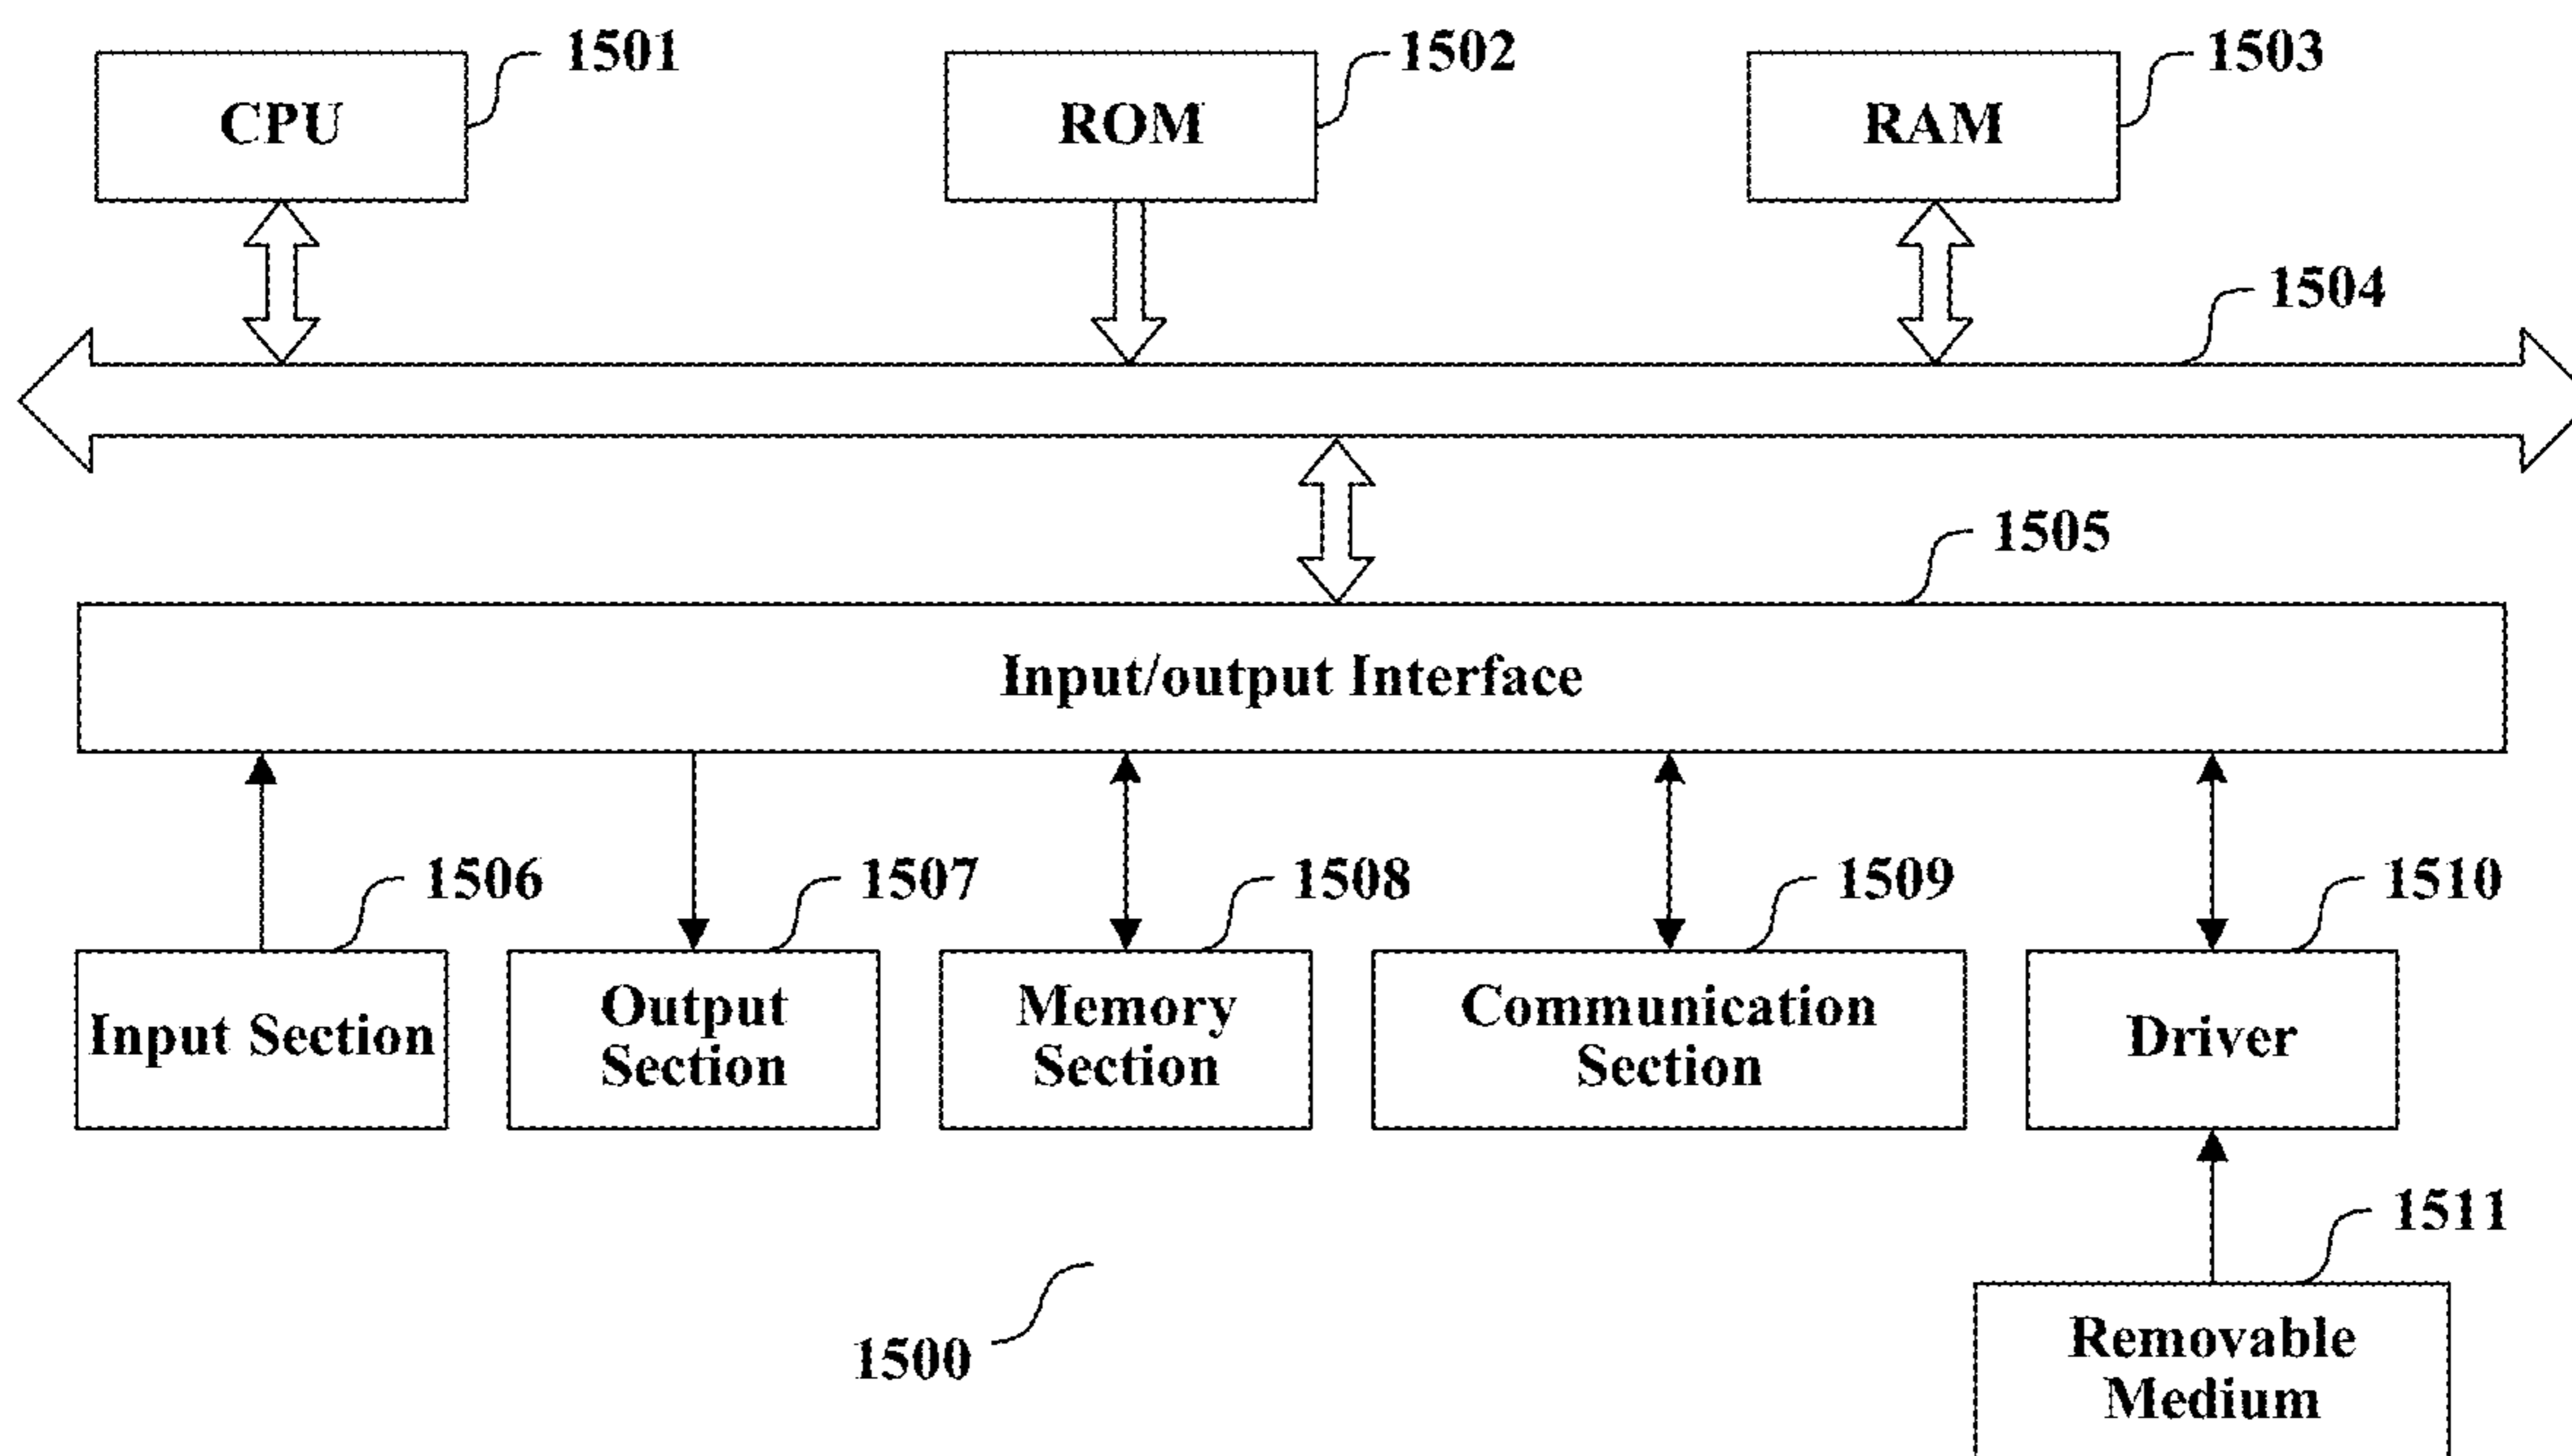 1501
1502
1503
CPU
ROM
RAM
1504
1505
Input/output Interface
1506
1507
1508
1509
1510
Input Section
Output
Section
Memory
Section
Communication
Section
Driver
1511
1500
Removable
Medium